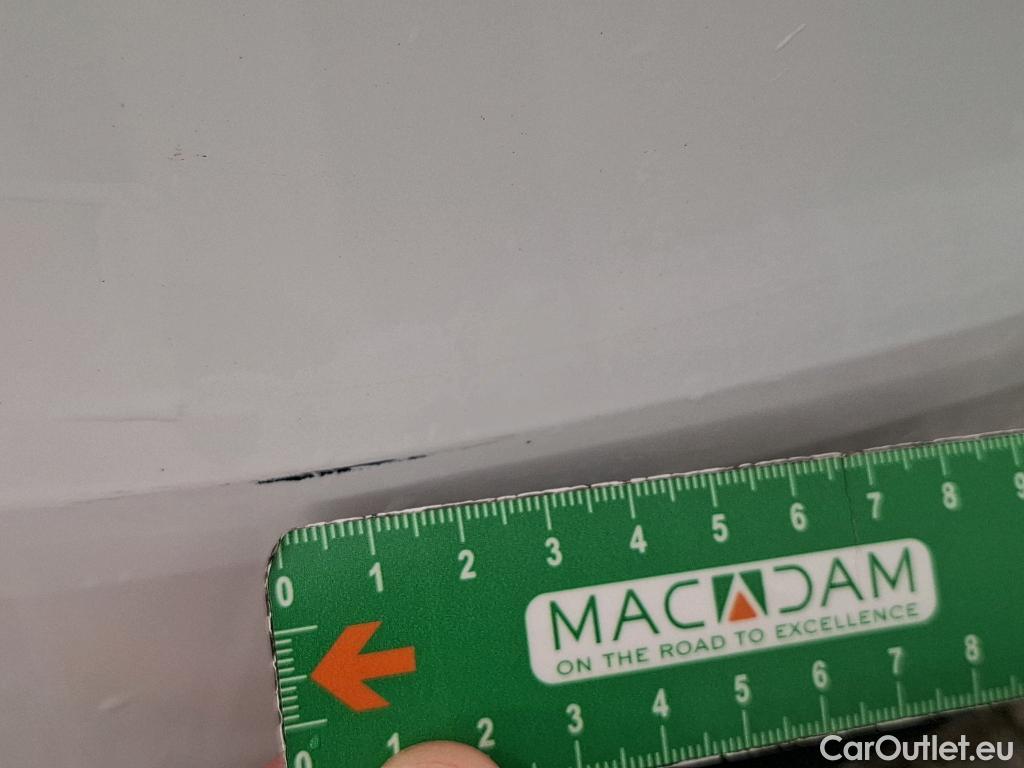 0 1 2 3 4 5 6 7 8 9
MACADAM
ON THE ROAD TO EXCELLENCE
0 1 2 3 4 5 6 7 8
CarOutlet.eu